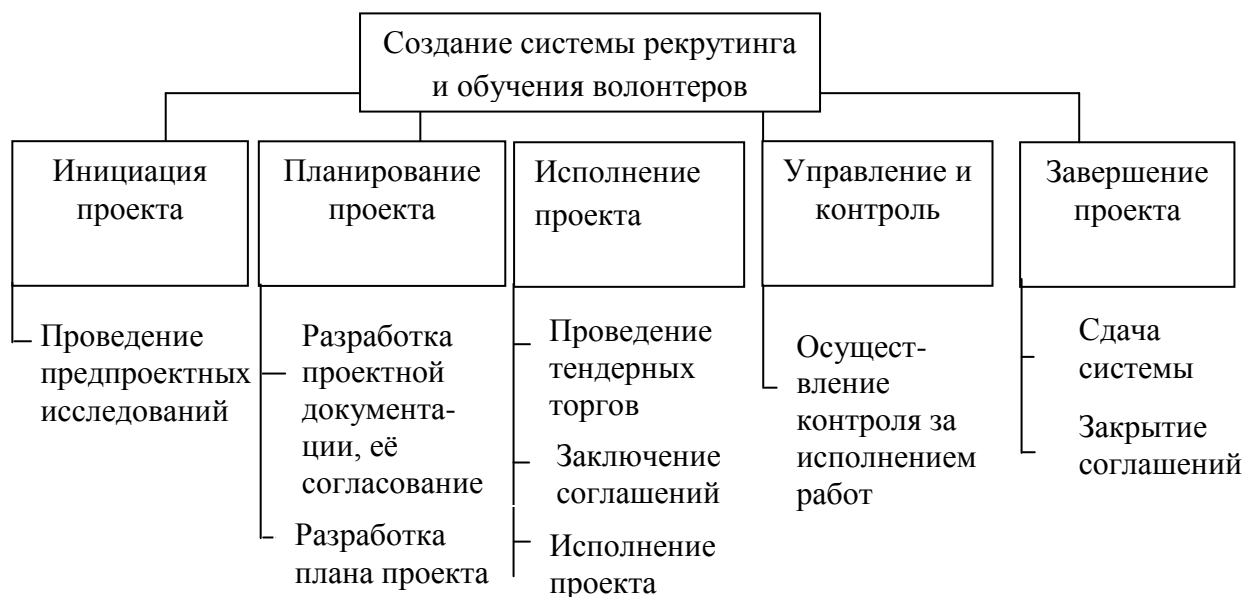 Создание системы рекрутинга
и обучения волонтеров
Инициация
проекта
Планирование
проекта
Исполнение
проекта
Управление и
контроль
Завершение
проекта
Проведение
предпроектных
исследований
Разработка
проектной
документа-
ции, её
согласование
Разработка
плана проекта
Проведение
тендерных
торгов
Заключение
соглашений
Исполнение
проекта
Осущест-
вление
контроля за
исполнением
работ
Сдача
системы
Закрытие
соглашений